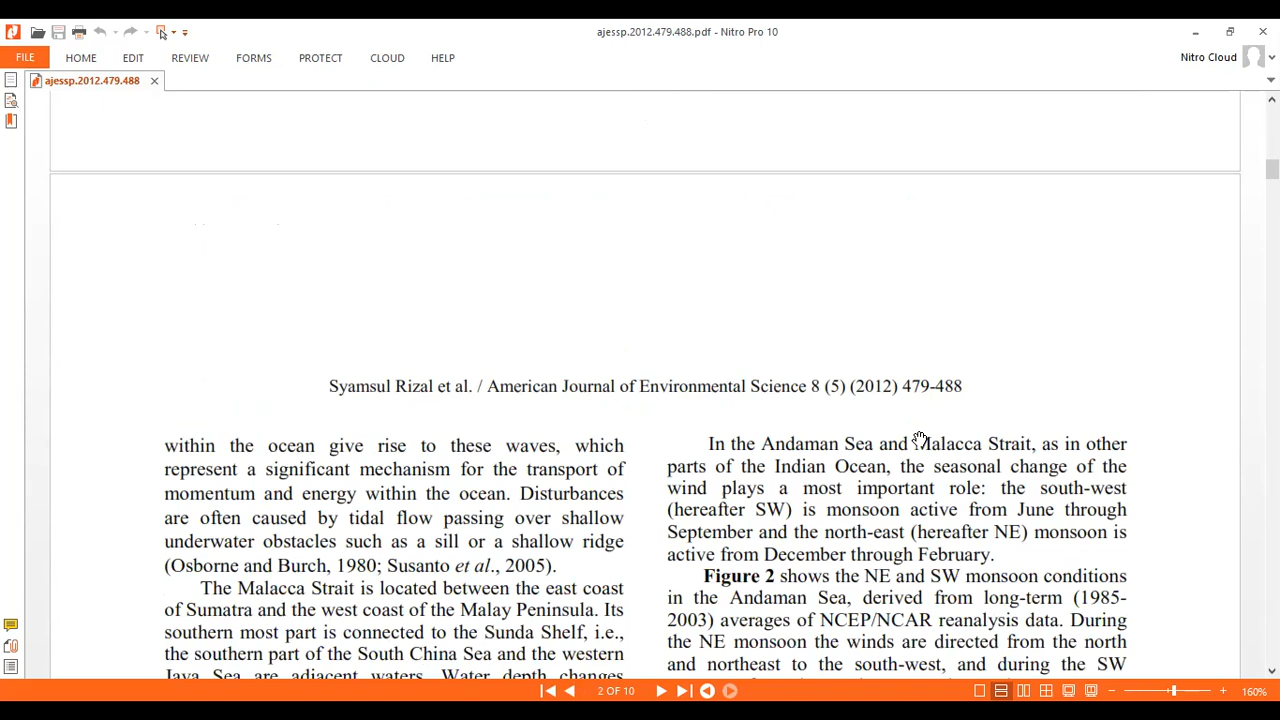 ajessp.2012.479.488.pdf - Nitro Pro 10
FILE HOME EDIT REVIEW FORMS PROTECT CLOUD HELP
Nitro Cloud
ajessp.2012.479.488
Syamsul Rizal et al. / American Journal of Environmental Science 8 (5) (2012) 479-488
within the ocean give rise to these waves, which
represent a significant mechanism for the transport of
momentum and energy within the ocean. Disturbances
are often caused by tidal flow passing over shallow
underwater obstacles such as a sill or a shallow ridge
(Osborne and Burch, 1980; Susanto et al., 2005).
The Malacca Strait is located between the east coast
of Sumatra and the west coast of the Malay Peninsula. Its
southern most part is connected to the Sunda Shelf, i.e.,
the southern part of the South China Sea and the western
Java Sea are adjacent waters. Water depth changes
In the Andaman Sea and Malacca Strait, as in other
parts of the Indian Ocean, the seasonal change of the
wind plays a most important role: the south-west
(hereafter SW) is monsoon active from June through
September and the north-east (hereafter NE) monsoon is
active from December through February.
Figure 2 shows the NE and SW monsoon conditions
in the Andaman Sea, derived from long-term (1985-
2003) averages of NCEP/NCAR reanalysis data. During
the NE monsoon the winds are directed from the north
and northeast to the south-west, and during the SW
2 OF 10
160%